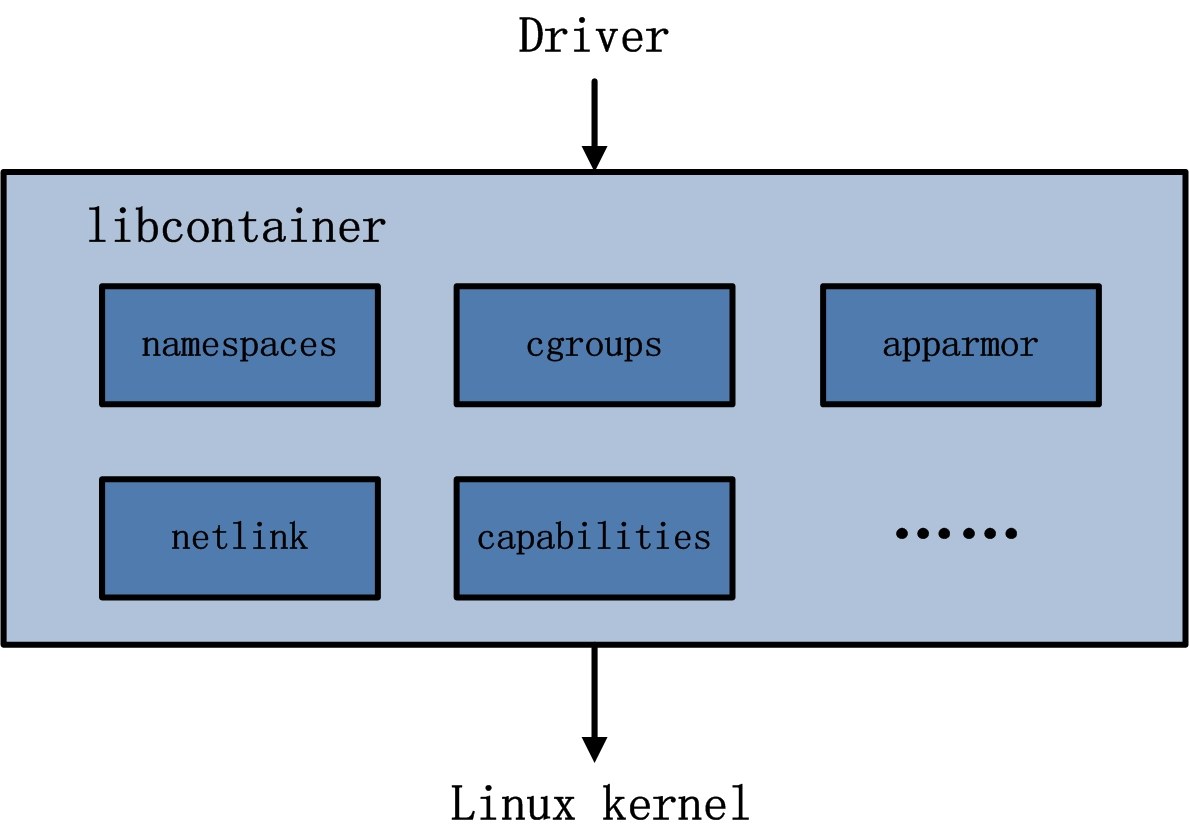 Driver
libcontainer
namespaces
cgroups
apparmor
netlink
capabilities
……
Linux kernel